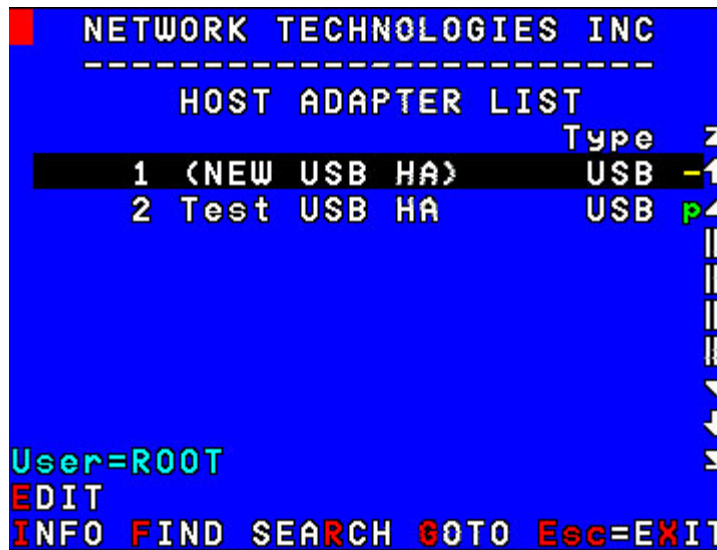 NETWORK TECHNOLOGIES INC
----------------------------
HOST ADAPTER LIST
Type
1 (NEW USB HA) USB -
2 Test USB HA USB p
User=ROOT
EDIT
INFO FIND SEARCH GOTO Esc=EXIT